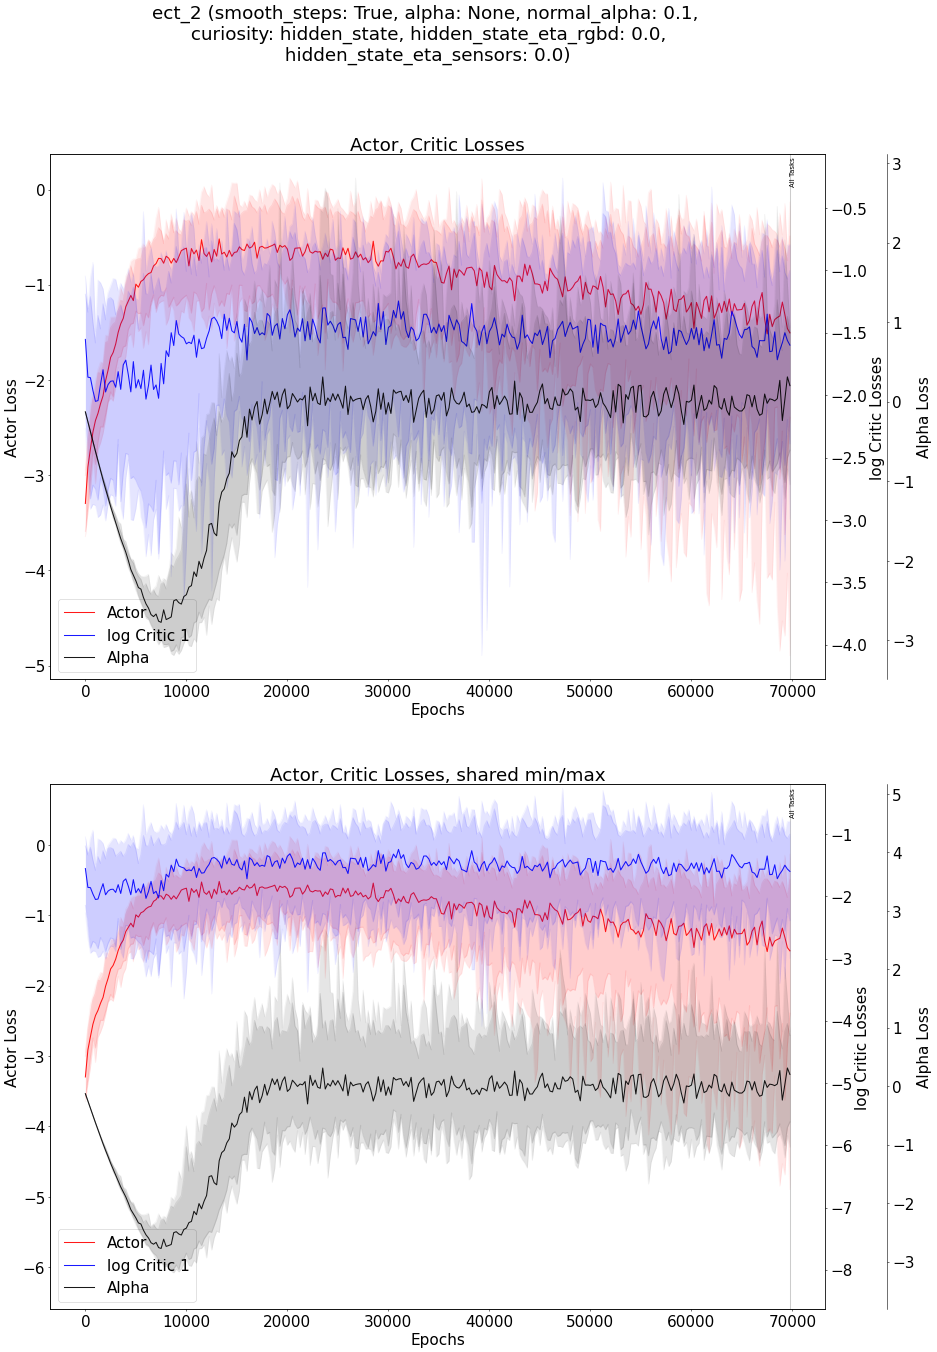 ect_2 (smooth_steps: True, alpha: None, normal_alpha: 0.1,
curiosity: hidden_state, hidden_state_eta_rgbd: 0.0,
hidden_state_eta_sensors: 0.0)
Actor, Critic Losses
All Tasks
0
−1
−2
−3
−4
−5
Actor Loss
−0.5
−1.0
−1.5
−2.0
−2.5
−3.0
−3.5
−4.0
log Critic Losses
3
2
1
0
−1
−2
−3
Alpha Loss
Actor
log Critic 1
Alpha
0 10000 20000 30000 40000 50000 60000 70000
Epochs
Actor, Critic Losses, shared min/max
All Tasks
0
−1
−2
−3
−4
−5
−6
Actor Loss
−1
−2
−3
−4
−5
−6
−7
−8
log Critic Losses
5
4
3
2
1
0
−1
−2
−3
Alpha Loss
Actor
log Critic 1
Alpha
0 10000 20000 30000 40000 50000 60000 70000
Epochs